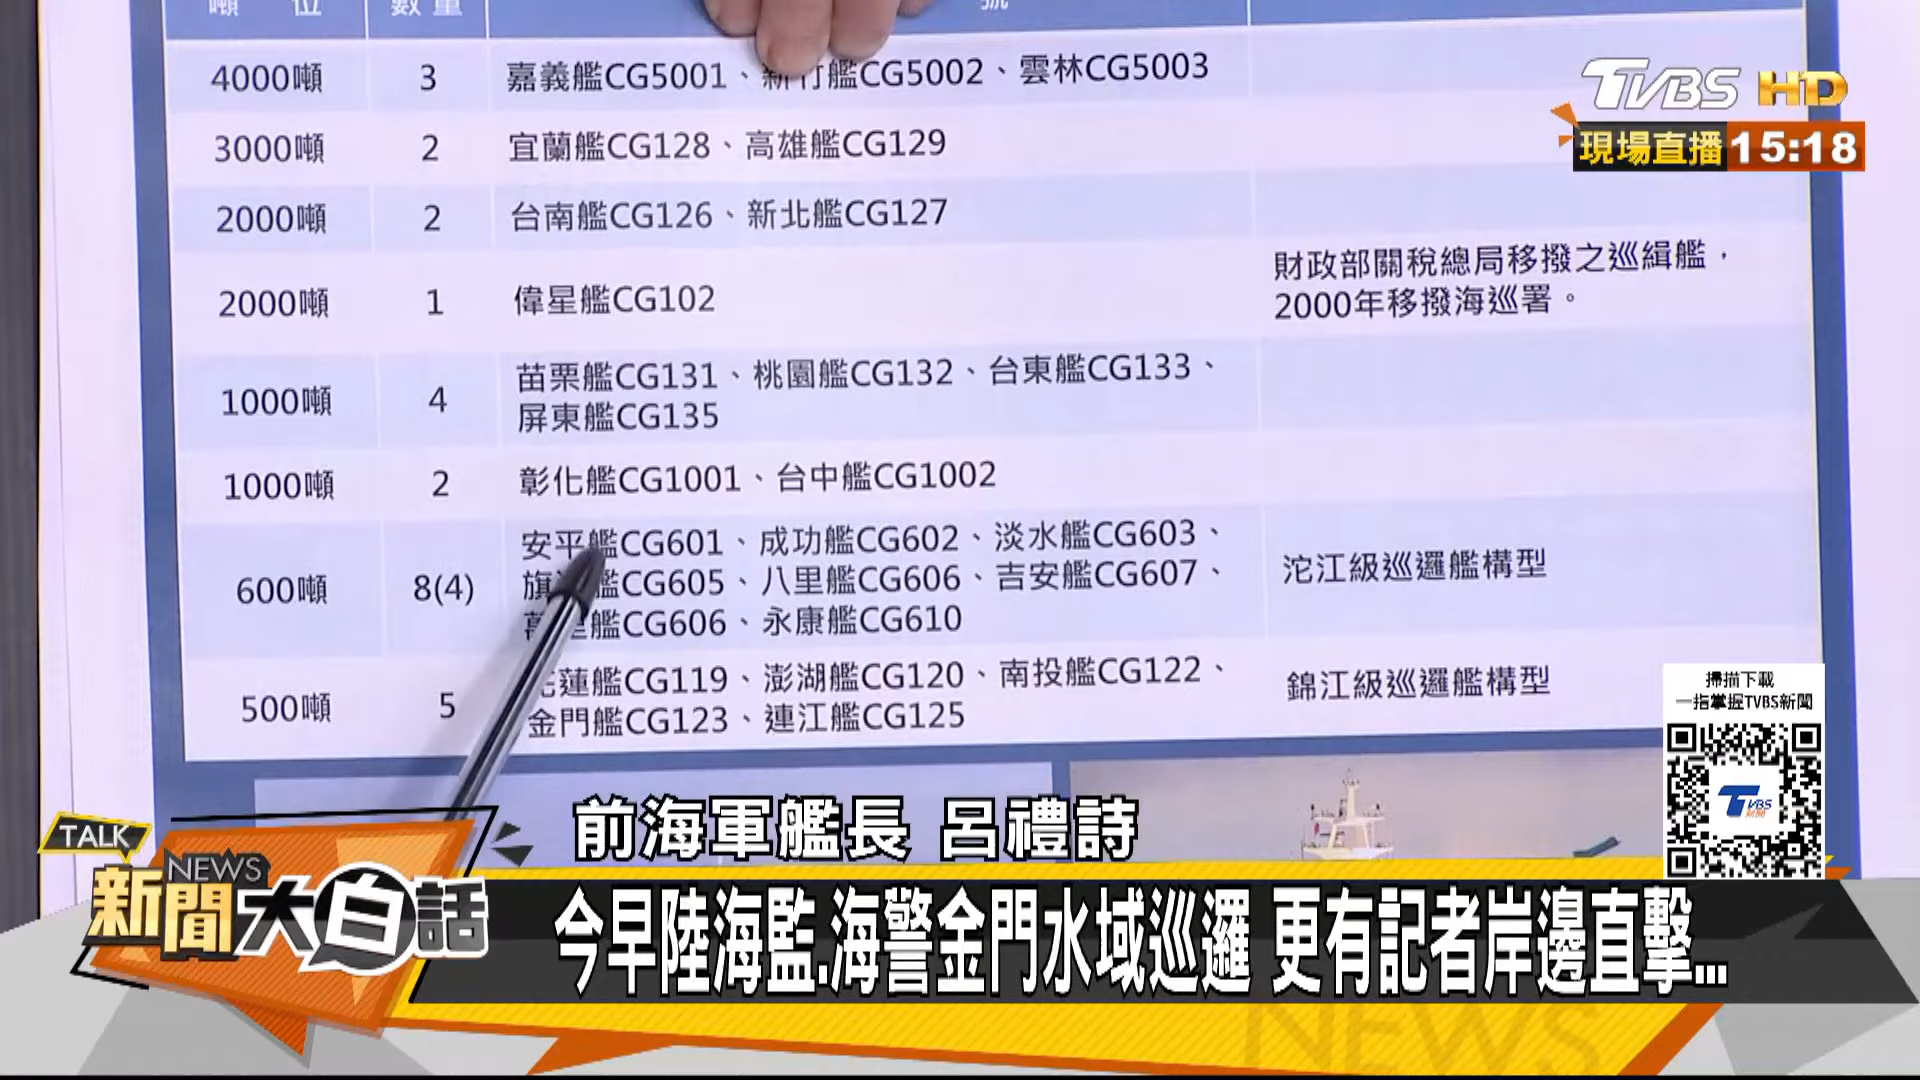 噸 位
數 量
號
4000噸
3
嘉義艦CG5001、新竹艦CG5002、雲林CG5003
3000噸
2
宜蘭艦CG128、高雄艦CG129
2000噸
2
台南艦CG126、新北艦CG127
2000噸
1
偉星艦CG102
財政部關稅總局移撥之巡緝艦，
2000年移撥海巡署。
1000噸
4
苗栗艦CG131、桃園艦CG132、台東艦CG133、
屏東艦CG135
1000噸
2
彰化艦CG1001、台中艦CG1002
600噸
8(4)
安平艦CG601、成功艦CG602、淡水艦CG603、
旗 艦CG605、八里艦CG606、吉安艦CG607、
艦CG606、永康艦CG610
沱江級巡邏艦構型
500噸
5
蓮艦CG119、澎湖艦CG120、南投艦CG122、
金門艦CG123、連江艦CG125
錦江級巡邏艦構型
TVBS HD
現場直播 15:18
掃描下載
一指掌握TVBS新聞
TVBS
新聞
前海軍艦長 呂禮詩
TALK
NEWS
新聞大白話
今早陸海監.海警金門水域巡邏 更有記者岸邊直擊...
NEWS